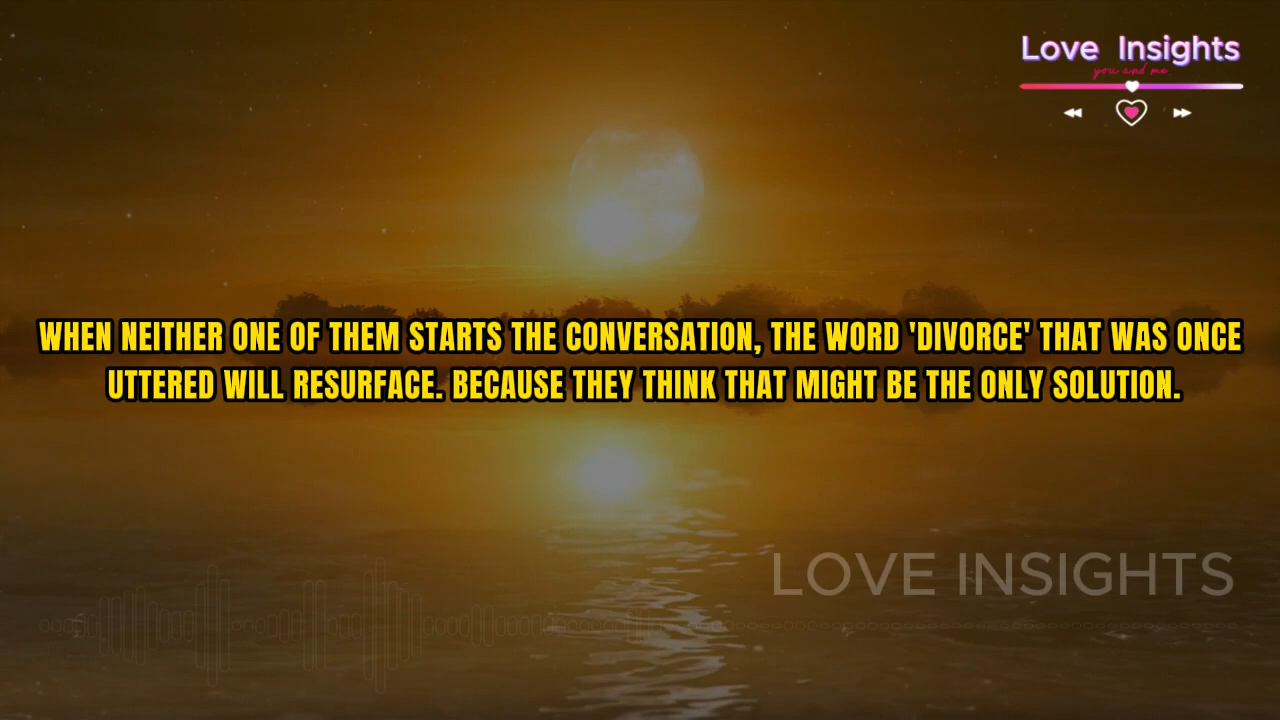 Love Insights
you and me
WHEN NEITHER ONE OF THEM STARTS THE CONVERSATION, THE WORD 'DIVORCE' THAT WAS ONCE
UTTERED WILL RESURFACE. BECAUSE THEY THINK THAT MIGHT BE THE ONLY SOLUTION.
LOVE INSIGHTS